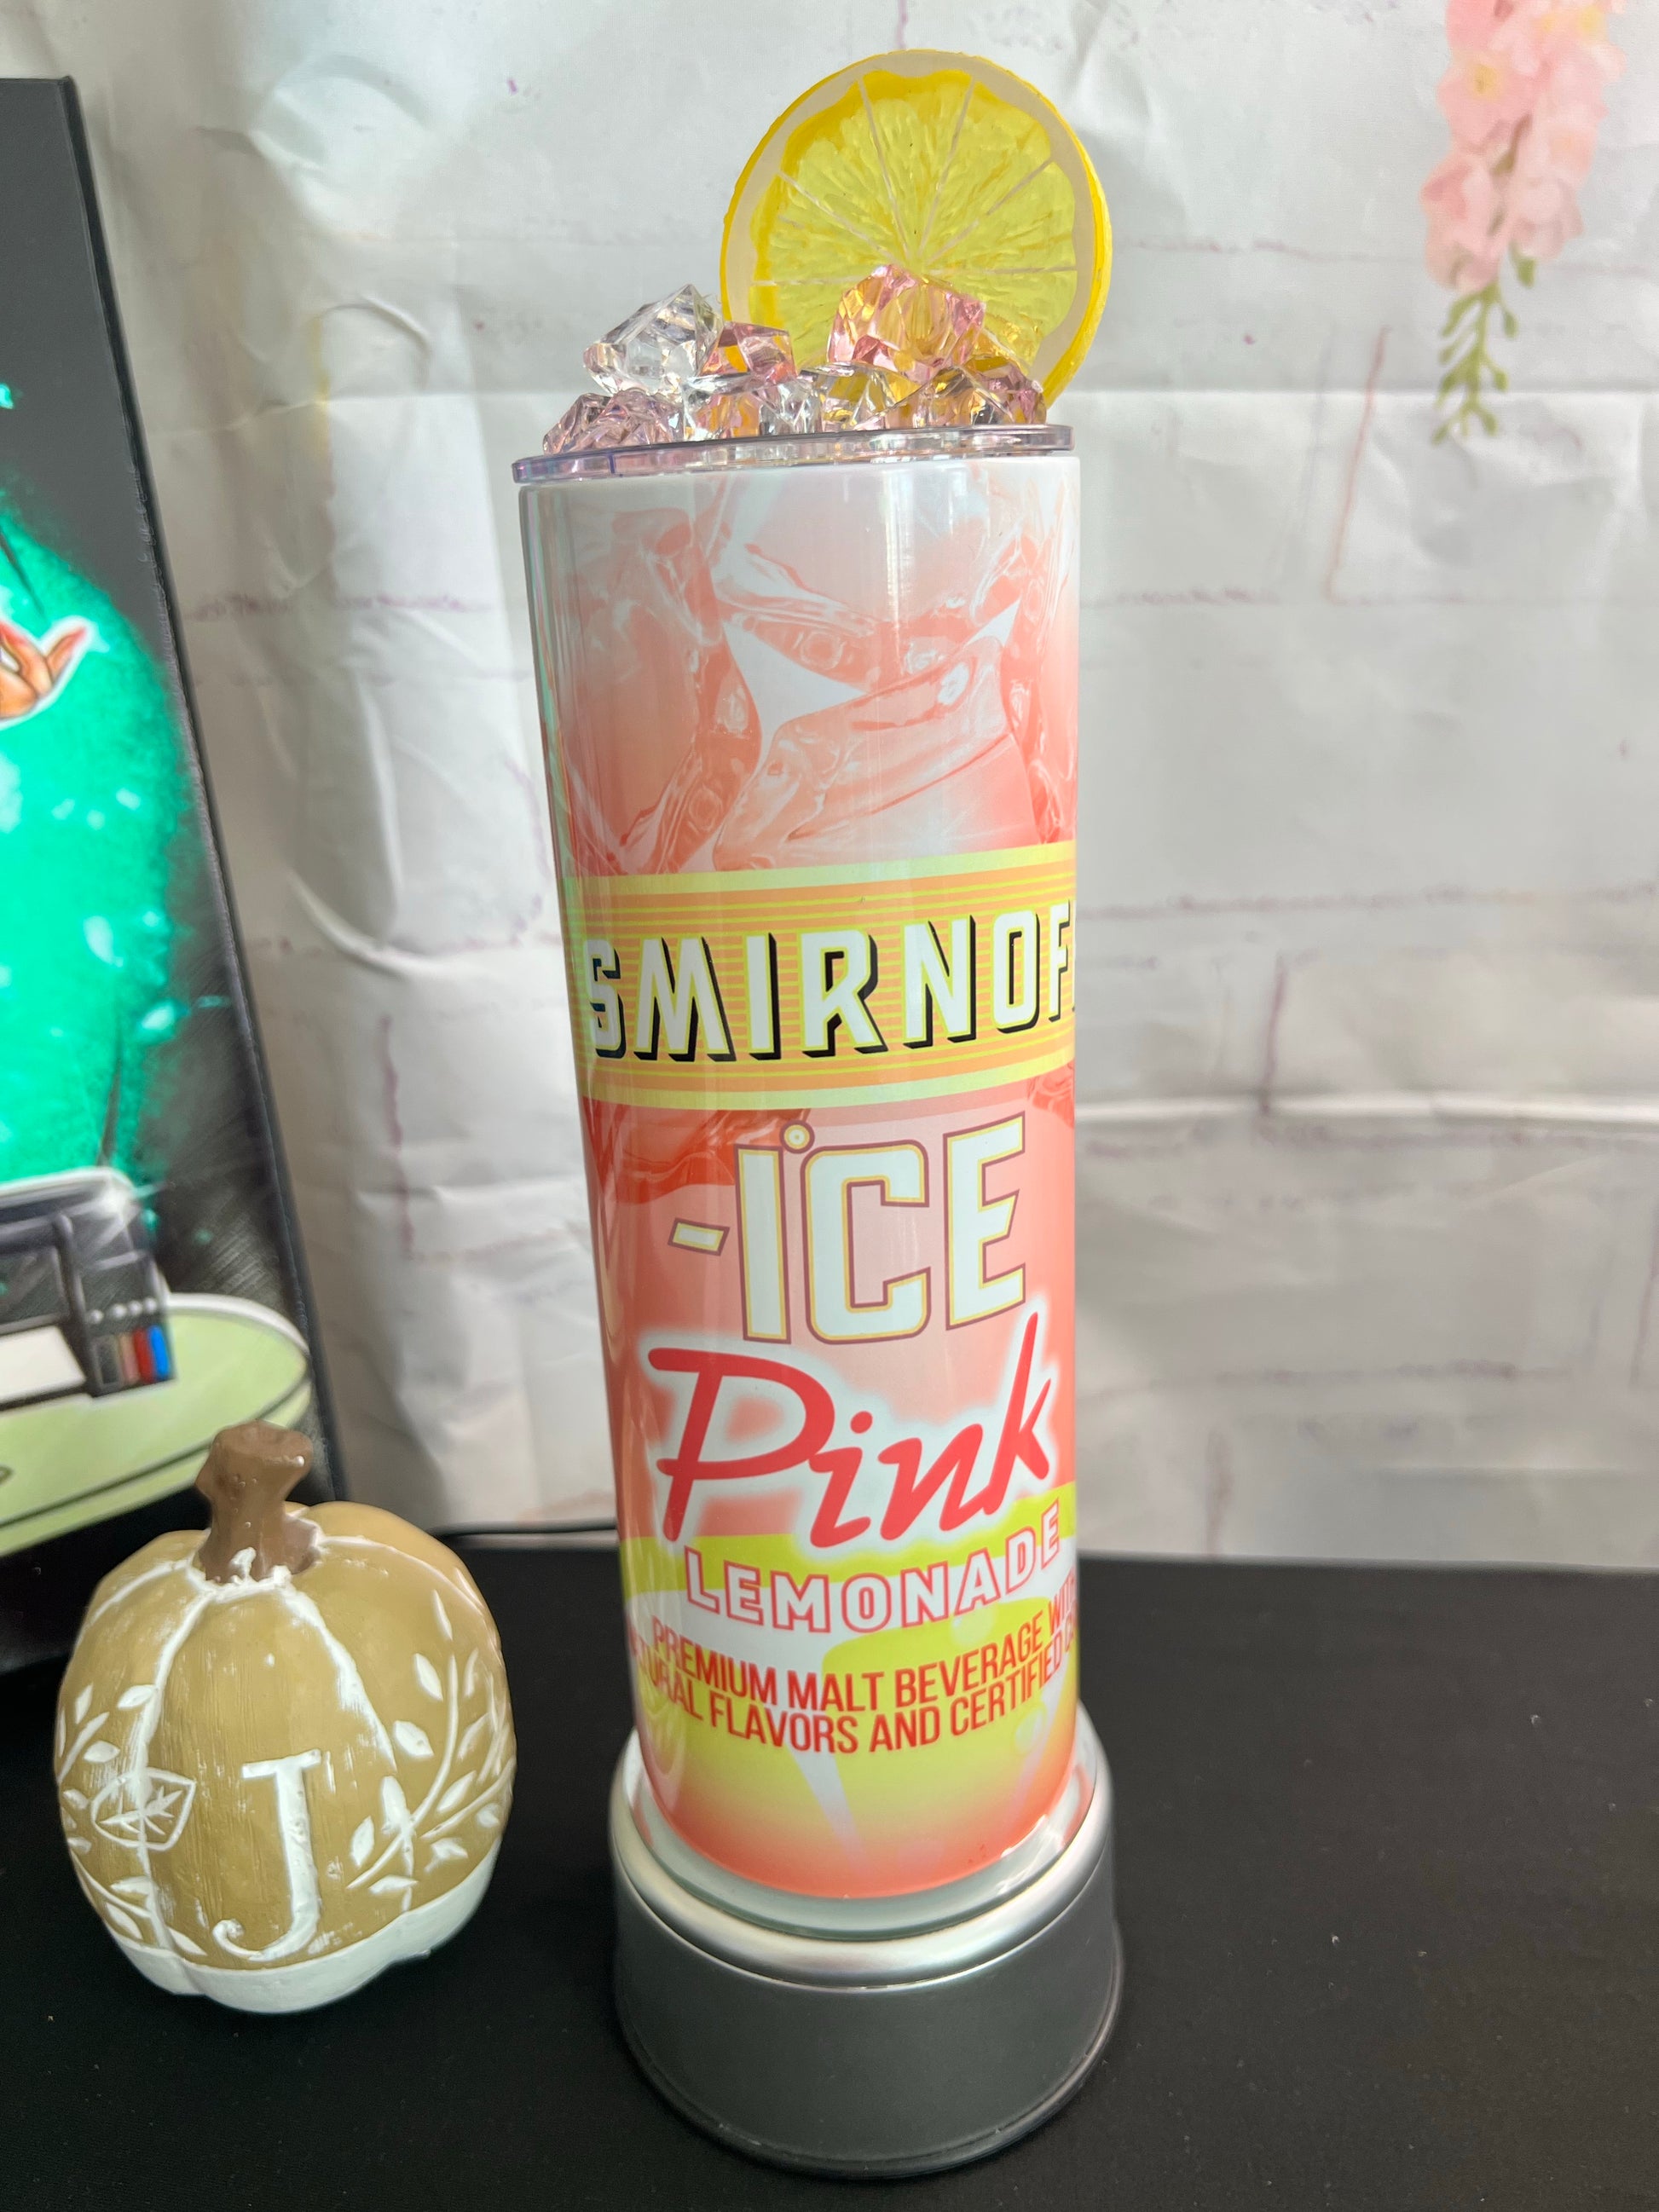 SMIRNOF
ICE
Pink
LEMONADE
PREMIUM MALT BEVERAGE
FLAVORS AND CERTIFIED
J